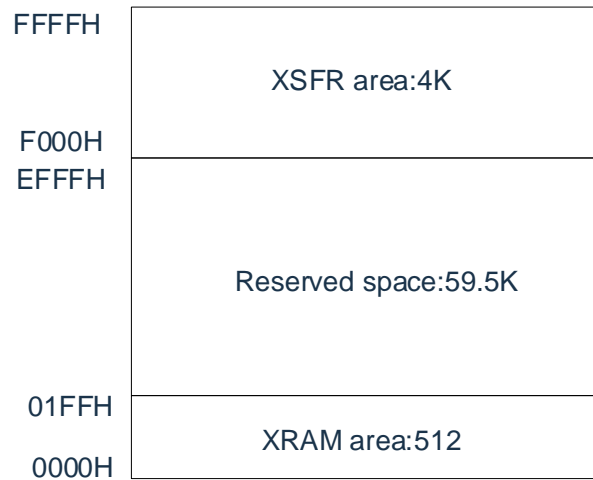 FFFFH
XSFR area:4K
F000H
EFFFH
Reserved space:59.5K
01FFH
XRAM area:512
0000H